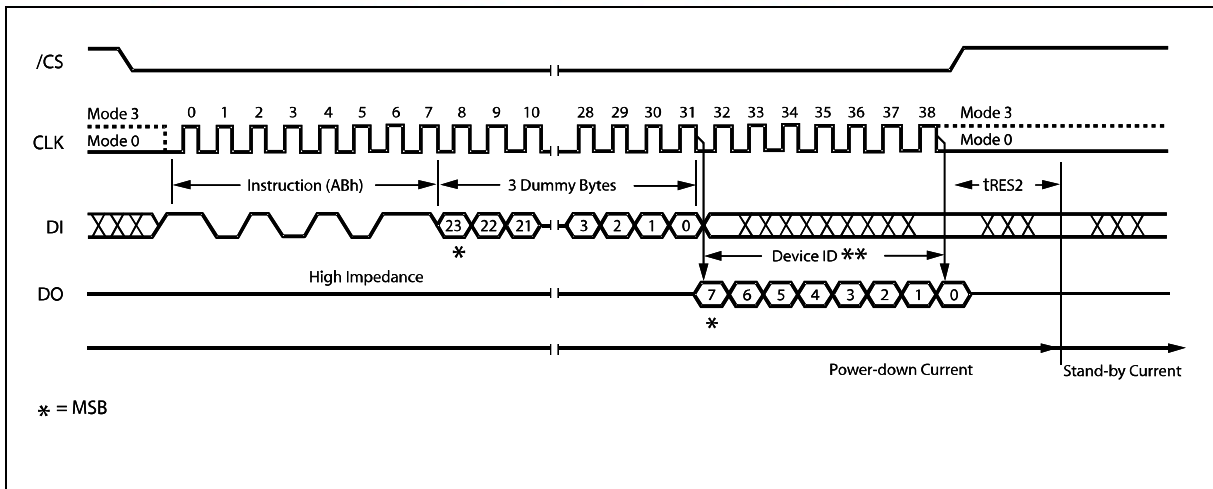 /CS
Mode 3 0 1 2 3 4 5 6 7 8 9 10 28 29 30 31 32 33 34 35 36 37 38 Mode 3
CLK Mode 0 Mode 0
Instruction (ABh) 3 Dummy Bytes tRES2
DI 23 22 21 3 2 1 0
* Device ID **
High Impedance
DO 7 6 5 4 3 2 1 0
*
Power-down Current Stand-by Current
* = MSB